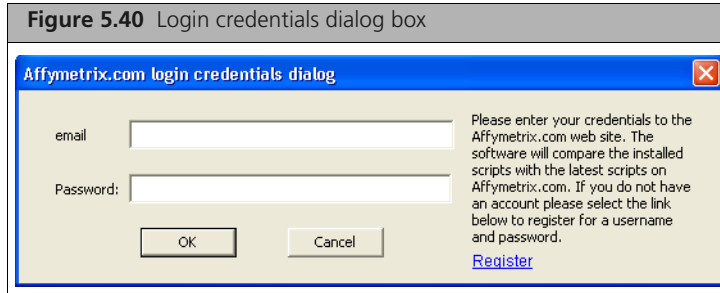 Figure 5.40 Login credentials dialog box
Affymetrix.com login credentials dialog
email
Password:
OK
Cancel
Please enter your credentials to the
Affymetrix.com web site. The
software will compare the installed
scripts with the latest scripts on
Affymetrix.com. If you do not have
an account please select the link
below to register for a username
and password.
Register